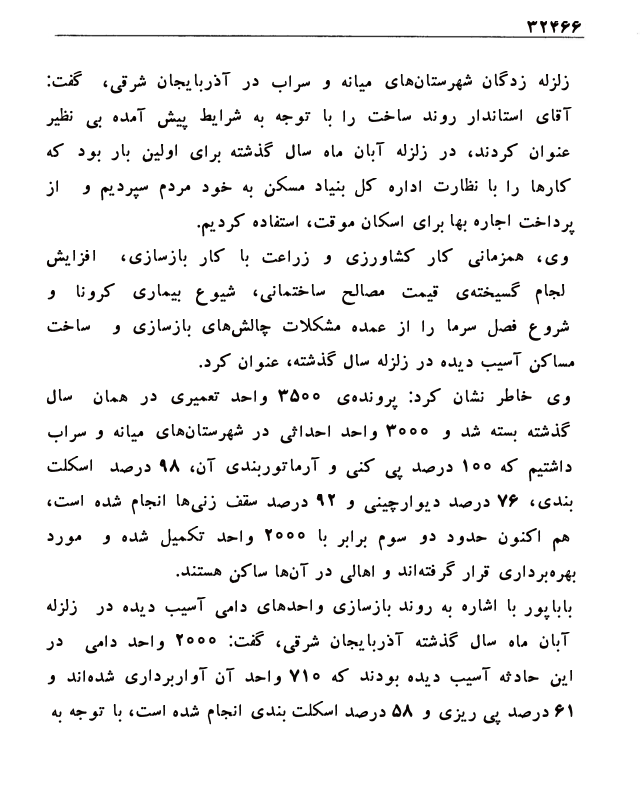 ۳۲۴۶۶
زلزله زدگان شهرستان‌های میانه و سراب در آذربایجان شرقی، گفت:
آقای استاندار روند ساخت را با توجه به شرایط پیش آمده بی نظیر
عنوان کردند، در زلزله آبان ماه سال گذشته برای اولین بار بود که
کارها را با نظارت اداره کل بنیاد مسکن به خود مردم سپردیم و از
پرداخت اجاره بها برای اسکان موقت، استفاده کردیم.
وی، همزمانی کار کشاورزی و زراعت با کار بازسازی، افزایش
لجام گسیخته‌ی قیمت مصالح ساختمانی، شیوع بیماری کرونا و
شروع فصل سرما را از عمده مشکلات چالش‌های بازسازی و ساخت
مساکن آسیب دیده در زلزله سال گذشته، عنوان کرد.
وی خاطر نشان کرد: پرونده‌ی ۳۵۰۰ واحد تعمیری در همان سال
گذشته بسته شد و ۳۰۰۰ واحد احداثی در شهرستان‌های میانه و سراب
داشتیم که ۱۰۰ درصد پی کنی و آرماتوربندی آن، ۹۸ درصد اسکلت
بندی، ۷۶ درصد دیوارچینی و ۹۲ درصد سقف زنی‌ها انجام شده است،
هم اکنون حدود دو سوم برابر با ۲۰۰۰ واحد تکمیل شده و مورد
بهره‌برداری قرار گرفته‌اند و اهالی در آن‌ها ساکن هستند.
باباپور با اشاره به روند بازسازی واحدهای دامی آسیب دیده در زلزله
آبان ماه سال گذشته آذربایجان شرقی، گفت: ۲۰۰۰ واحد دامی در
این حادثه آسیب دیده بودند که ۷۱۰ واحد آن آواربرداری شده‌اند و
۶۱ درصد پی ریزی و ۵۸ درصد اسکلت بندی انجام شده است، با توجه به